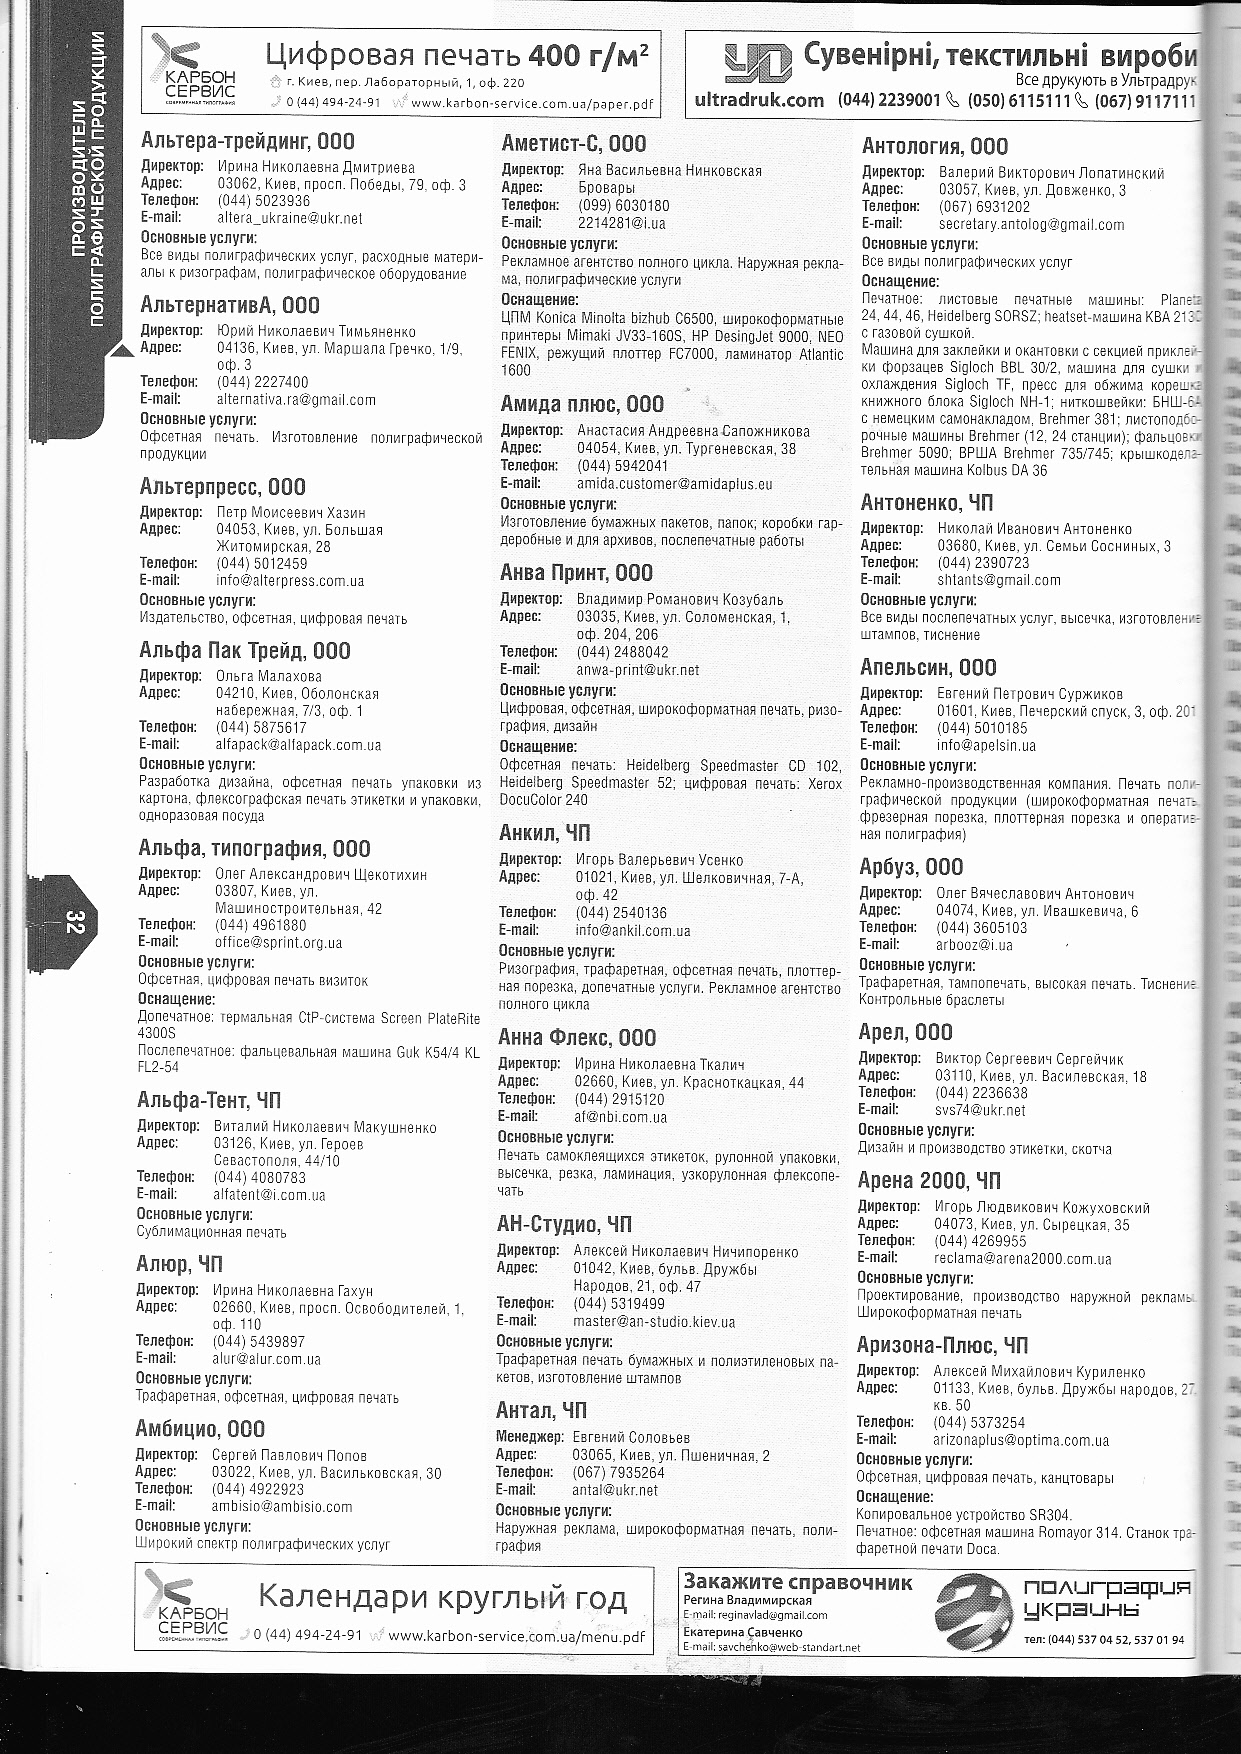 ПРОИЗВОДИТЕЛИ
ПОЛИГРАФИЧЕСКОЙ ПРОДУКЦИИ
32
КАРБОН
СЕРВИС
СОВРЕМЕННАЯ ТИПОГРАФИЯ
Цифровая печать 400 г/м²
г. Киев, пер. Лабораторный, 1, оф. 220
0 (44) 494-24-91 www.karbon-service.com.ua/paper.pdf
Сувенірні, текстильні вироби
Все друкують в Ультрадрук
ultradruk.com (044) 2239001 (050) 6115111 (067) 9117111
Альтера-трейдинг, ООО
Директор: Ирина Николаевна Дмитриева
Адрес: 03062, Киев, просп. Победы, 79, оф. 3
Телефон: (044) 5023936
E-mail: altera_ukraine@ukr.net
Основные услуги:
Все виды полиграфических услуг, расходные матери-
алы к ризографам, полиграфическое оборудование
АльтернативА, ООО
Директор: Юрий Николаевич Тимьяненко
Адрес: 04136, Киев, ул. Маршала Гречко, 1/9,
оф. 3
Телефон: (044) 2227400
E-mail: alternativa.ra@gmail.com
Основные услуги:
Офсетная печать. Изготовление полиграфической
продукции
Альтерпресс, ООО
Директор: Петр Моисеевич Хазин
Адрес: 04053, Киев, ул. Большая
Житомирская, 28
Телефон: (044) 5012459
E-mail: info@alterpress.com.ua
Основные услуги:
Издательство, офсетная, цифровая печать
Альфа Пак Трейд, ООО
Директор: Ольга Малахова
Адрес: 04210, Киев, Оболонская
набережная, 7/3, оф. 1
Телефон: (044) 5875617
E-mail: alfapack@alfapack.com.ua
Основные услуги:
Разработка дизайна, офсетная печать упаковки из
картона, флексографская печать этикетки и упаковки,
одноразовая посуда
Альфа, типография, ООО
Директор: Олег Александрович Щекотихин
Адрес: 03807, Киев, ул.
Машиностроительная, 42
Телефон: (044) 4961880
E-mail: office@sprint.org.ua
Основные услуги:
Офсетная, цифровая печать визиток
Оснащение:
Допечатное: термальная CtP-система Screen PlateRite
4300S
Послепечатное: фальцевальная машина Guk K54/4 KL
FL2-54
Альфа-Тент, ЧП
Директор: Виталий Николаевич Макушненко
Адрес: 03126, Киев, ул. Героев
Севастополя, 44/10
Телефон: (044) 4080783
E-mail: alfatent@i.com.ua
Основные услуги:
Сублимационная печать
Алюр, ЧП
Директор: Ирина Николаевна Гахун
Адрес: 02660, Киев, просп. Освободителей, 1,
оф. 110
Телефон: (044) 5439897
E-mail: alur@alur.com.ua
Основные услуги:
Трафаретная, офсетная, цифровая печать
Амбицио, ООО
Директор: Сергей Павлович Попов
Адрес: 03022, Киев, ул. Васильковская, 30
Телефон: (044) 4922923
E-mail: ambisio@ambisio.com
Основные услуги:
Широкий спектр полиграфических услуг
Аметист-С, ООО
Директор: Яна Васильевна Нинковская
Адрес: Бровары
Телефон: (099) 6030180
E-mail: 2214281@i.ua
Основные услуги:
Рекламное агентство полного цикла. Наружная рекла-
ма, полиграфические услуги
Оснащение:
ЦПМ Konica Minolta bizhub C6500, широкоформатные
принтеры Mimaki JV33-160S, HP DesingJet 9000, NEO
FENIX, режущий плоттер FC7000, ламинатор Atlantic
1600
Амида плюс, ООО
Директор: Анастасия Андреевна Сапожникова
Адрес: 04054, Киев, ул. Тургеневская, 38
Телефон: (044) 5942041
E-mail: amida.customer@amidaplus.eu
Основные услуги:
Изготовление бумажных пакетов, папок; коробки гар-
деробные и для архивов, послепечатные работы
Анва Принт, ООО
Директор: Владимир Романович Козубаль
Адрес: 03035, Киев, ул. Соломенская, 1,
оф. 204, 206
Телефон: (044) 2488042
E-mail: anwa-print@ukr.net
Основные услуги:
Цифровая, офсетная, широкоформатная печать, ризо-
графия, дизайн
Оснащение:
Офсетная печать: Heidelberg Speedmaster CD 102,
Heidelberg Speedmaster 52; цифровая печать: Xerox
DocuColor 240
Анкил, ЧП
Директор: Игорь Валерьевич Усенко
Адрес: 01021, Киев, ул. Шелковичная, 7-А,
оф. 42
Телефон: (044) 2540136
E-mail: info@ankil.com.ua
Основные услуги:
Ризография, трафаретная, офсетная печать, плоттер-
ная порезка, допечатные услуги. Рекламное агентство
полного цикла
Анна Флекс, ООО
Директор: Ирина Николаевна Ткалич
Адрес: 02660, Киев, ул. Красноткацкая, 44
Телефон: (044) 2915120
E-mail: af@nbi.com.ua
Основные услуги:
Печать самоклеящихся этикеток, рулонной упаковки,
высечка, резка, ламинация, узкорулонная флексопе-
чать
АН-Студио, ЧП
Директор: Алексей Николаевич Ничипоренко
Адрес: 01042, Киев, бульв. Дружбы
Народов, 21, оф. 47
Телефон: (044) 5319499
E-mail: master@an-studio.kiev.ua
Основные услуги:
Трафаретная печать бумажных и полиэтиленовых па-
кетов, изготовление штампов
Антал, ЧП
Менеджер: Евгений Соловьев
Адрес: 03065, Киев, ул. Пшеничная, 2
Телефон: (067) 7935264
E-mail: antal@ukr.net
Основные услуги:
Наружная реклама, широкоформатная печать, поли-
графия
Антология, ООО
Директор: Валерий Викторович Лопатинский
Адрес: 03057, Киев, ул. Довженко, 3
Телефон: (067) 6931202
E-mail: secretary.antolog@gmail.com
Основные услуги:
Все виды полиграфических услуг
Оснащение:
Печатное: листовые печатные машины: Planeta
24, 44, 46, Heidelberg SORSZ; heatset-машина KBA 213C
с газовой сушкой.
Машина для заклейки и окантовки с секцией приклей-
ки форзацев Sigloch BBL 30/2, машина для сушки и
охлаждения Sigloch TF, пресс для обжима корешка
книжного блока Sigloch NH-1; ниткошвейки: БНШ-6А
с немецким самонакладом, Brehmer 381; листоподбо-
рочные машины Brehmer (12, 24 станции); фальцовки
Brehmer 5090; ВРША Brehmer 735/745; крышкодела-
тельная машина Kolbus DA 36
Антоненко, ЧП
Директор: Николай Иванович Антоненко
Адрес: 03680, Киев, ул. Семьи Сосниных, 3
Телефон: (044) 2390723
E-mail: shtants@gmail.com
Основные услуги:
Все виды послепечатных услуг, высечка, изготовление
штампов, тиснение
Апельсин, ООО
Директор: Евгений Петрович Суржиков
Адрес: 01601, Киев, Печерский спуск, 3, оф. 201
Телефон: (044) 5010185
E-mail: info@apelsin.ua
Основные услуги:
Рекламно-производственная компания. Печать поли-
графической продукции (широкоформатная печать,
фрезерная порезка, плоттерная порезка и оператив-
ная полиграфия)
Арбуз, ООО
Директор: Олег Вячеславович Антонович
Адрес: 04074, Киев, ул. Ивашкевича, 6
Телефон: (044) 3605103
E-mail: arbooz@i.ua
Основные услуги:
Трафаретная, тампопечать, высокая печать. Тиснение.
Контрольные браслеты
Арел, ООО
Директор: Виктор Сергеевич Сергейчик
Адрес: 03110, Киев, ул. Василевская, 18
Телефон: (044) 2236638
E-mail: svs74@ukr.net
Основные услуги:
Дизайн и производство этикетки, скотча
Арена 2000, ЧП
Директор: Игорь Людвикович Кожуховский
Адрес: 04073, Киев, ул. Сырецкая, 35
Телефон: (044) 4269955
E-mail: reclama@arena2000.com.ua
Основные услуги:
Проектирование, производство наружной рекламы.
Широкоформатная печать
Аризона-Плюс, ЧП
Директор: Алексей Михайлович Куриленко
Адрес: 01133, Киев, бульв. Дружбы народов, 27,
кв. 50
Телефон: (044) 5373254
E-mail: arizonaplus@optima.com.ua
Основные услуги:
Офсетная, цифровая печать, канцтовары
Оснащение:
Копировальное устройство SR304.
Печатное: офсетная машина Romayor 314. Станок тра-
фаретной печати Doca.
КАРБОН
СЕРВИС
СОВРЕМЕННАЯ ТИПОГРАФИЯ
Календари круглый год
0 (44) 494-24-91 www.karbon-service.com.ua/menu.pdf
Закажите справочник
Регина Владимирская
E-mail: reginavlad@gmail.com
Екатерина Савченко
E-mail: savchenko@web-standart.net
полиграфия
украины
тел: (044) 537 04 52, 537 01 94